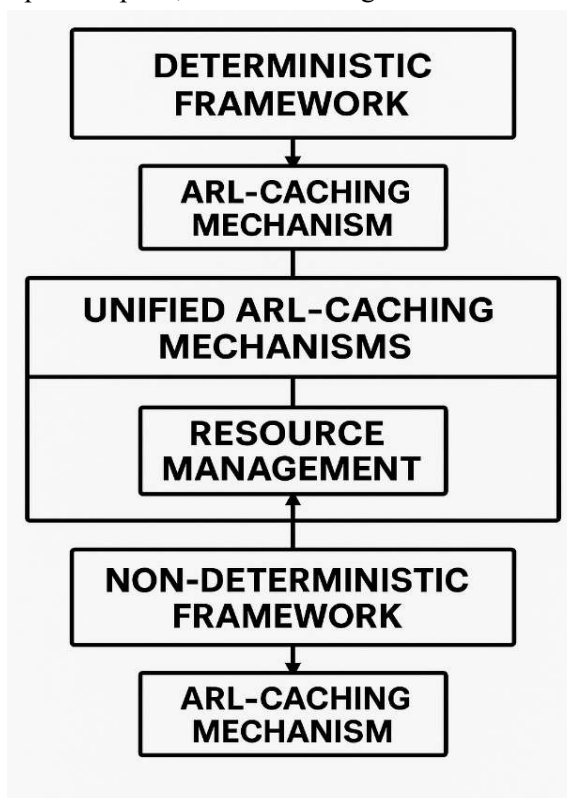 DETERMINISTIC
FRAMEWORK
ARL-CACHING
MECHANISM
UNIFIED ARL-CACHING
MECHANISMS
RESOURCE
MANAGEMENT
NON-DETERMINISTIC
FRAMEWORK
ARL-CACHING
MECHANISM